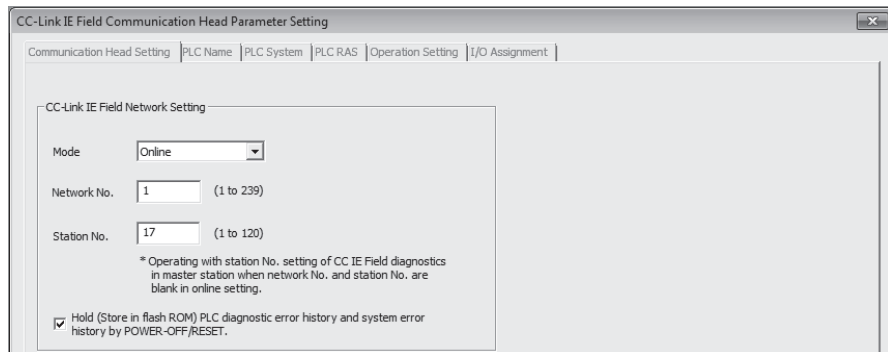 CC-Link IE Field Communication Head Parameter Setting
Communication Head Setting PLC Name PLC System PLC RAS Operation Setting I/O Assignment
CC-Link IE Field Network Setting
Mode Online
Network No. 1 (1 to 239)
Station No. 17 (1 to 120)
* Operating with station No. setting of CC IE Field diagnostics
in master station when network No. and station No. are
blank in online setting.
Hold (Store in flash ROM) PLC diagnostic error history and system error
history by POWER-OFF/RESET.